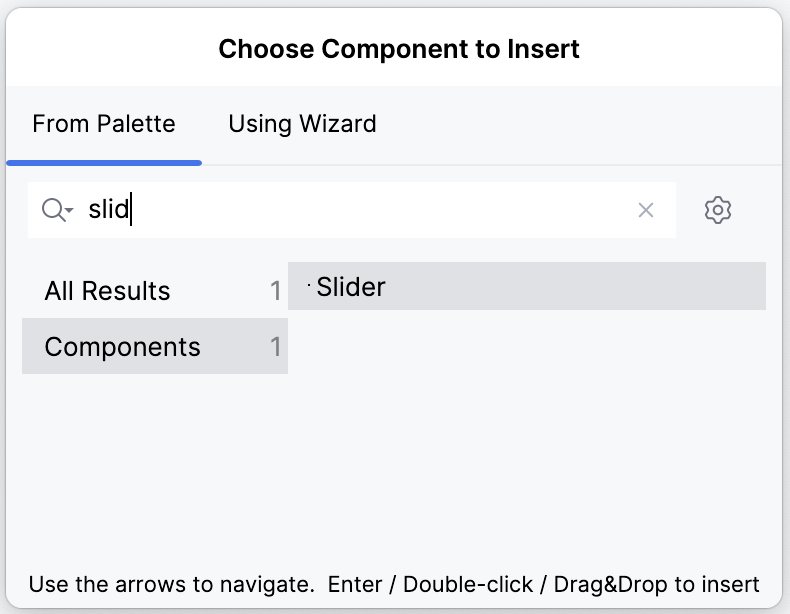 Choose Component to Insert
From Palette Using Wizard
slid
All Results 1
Components 1
Slider
Use the arrows to navigate. Enter / Double-click / Drag&Drop to insert